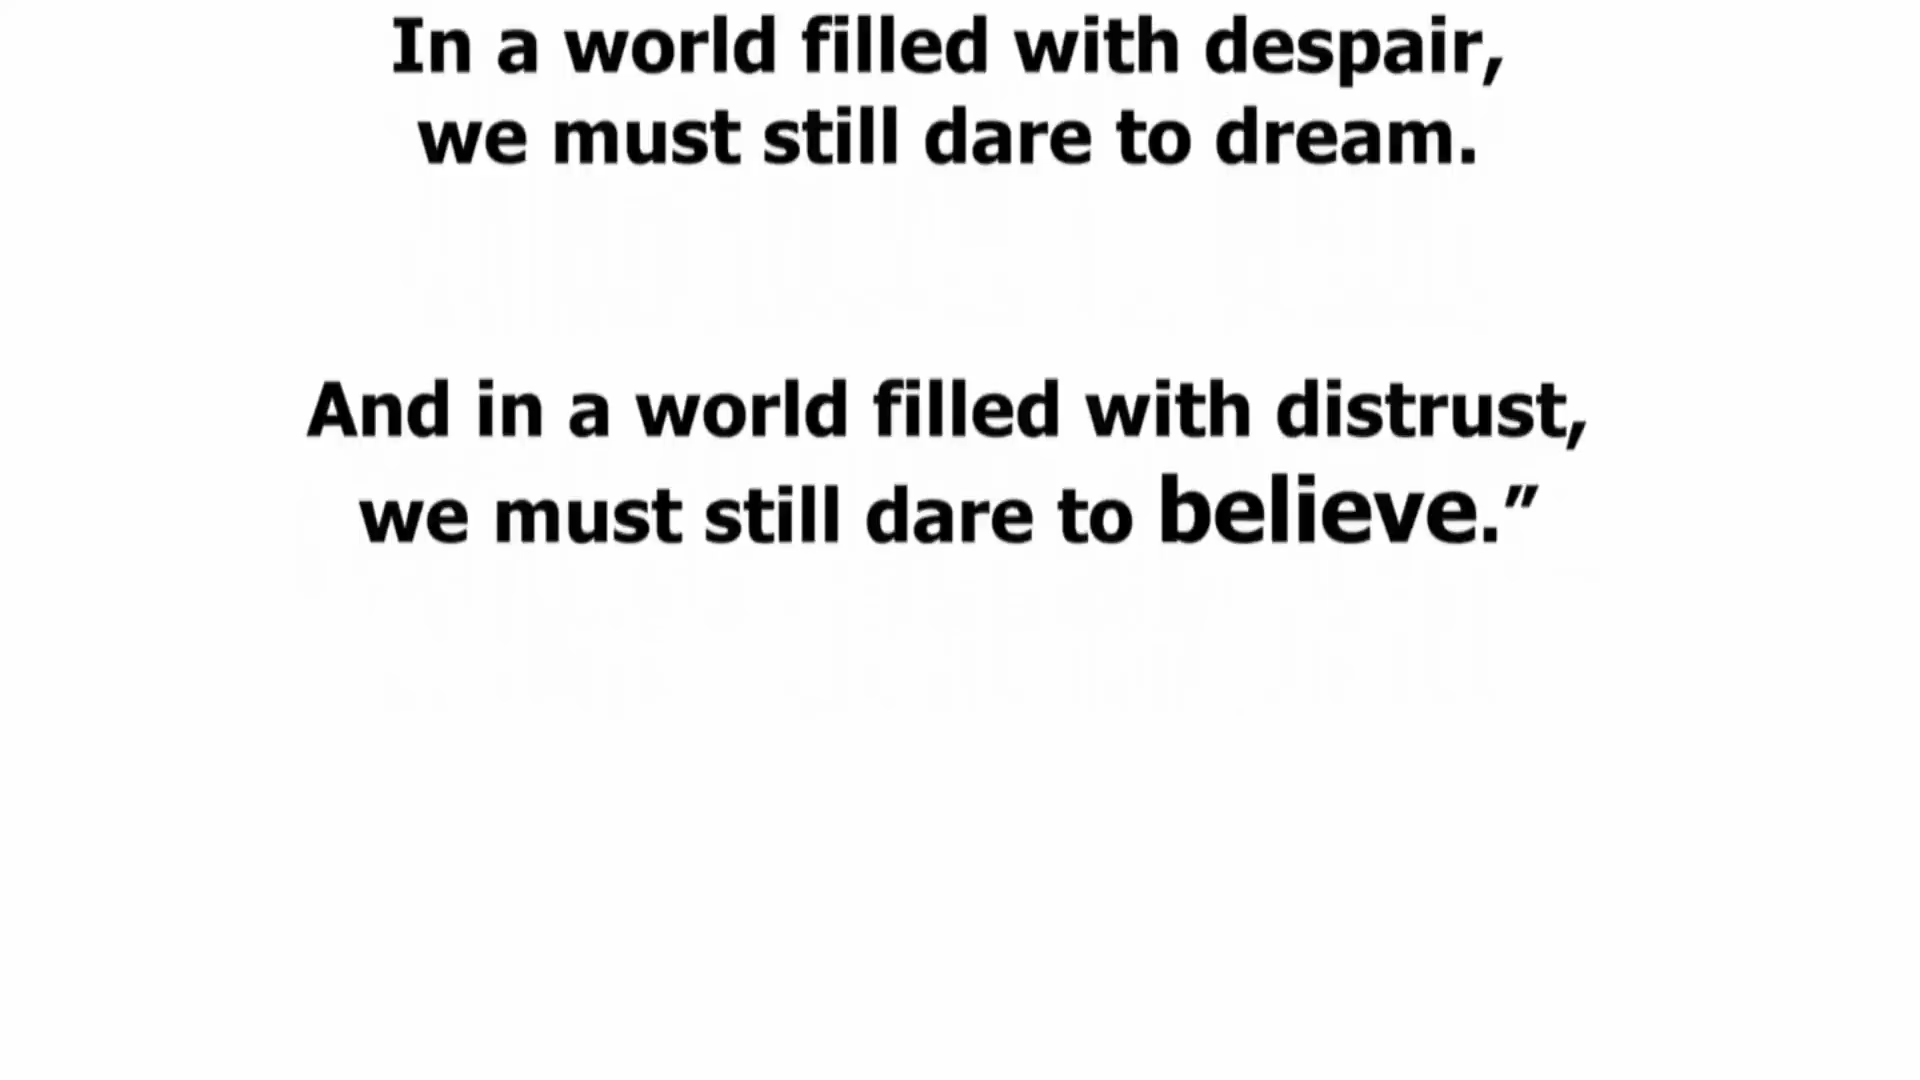 In a world filled with despair,
we must still dare to dream.
And in a world filled with distrust,
we must still dare to believe.”